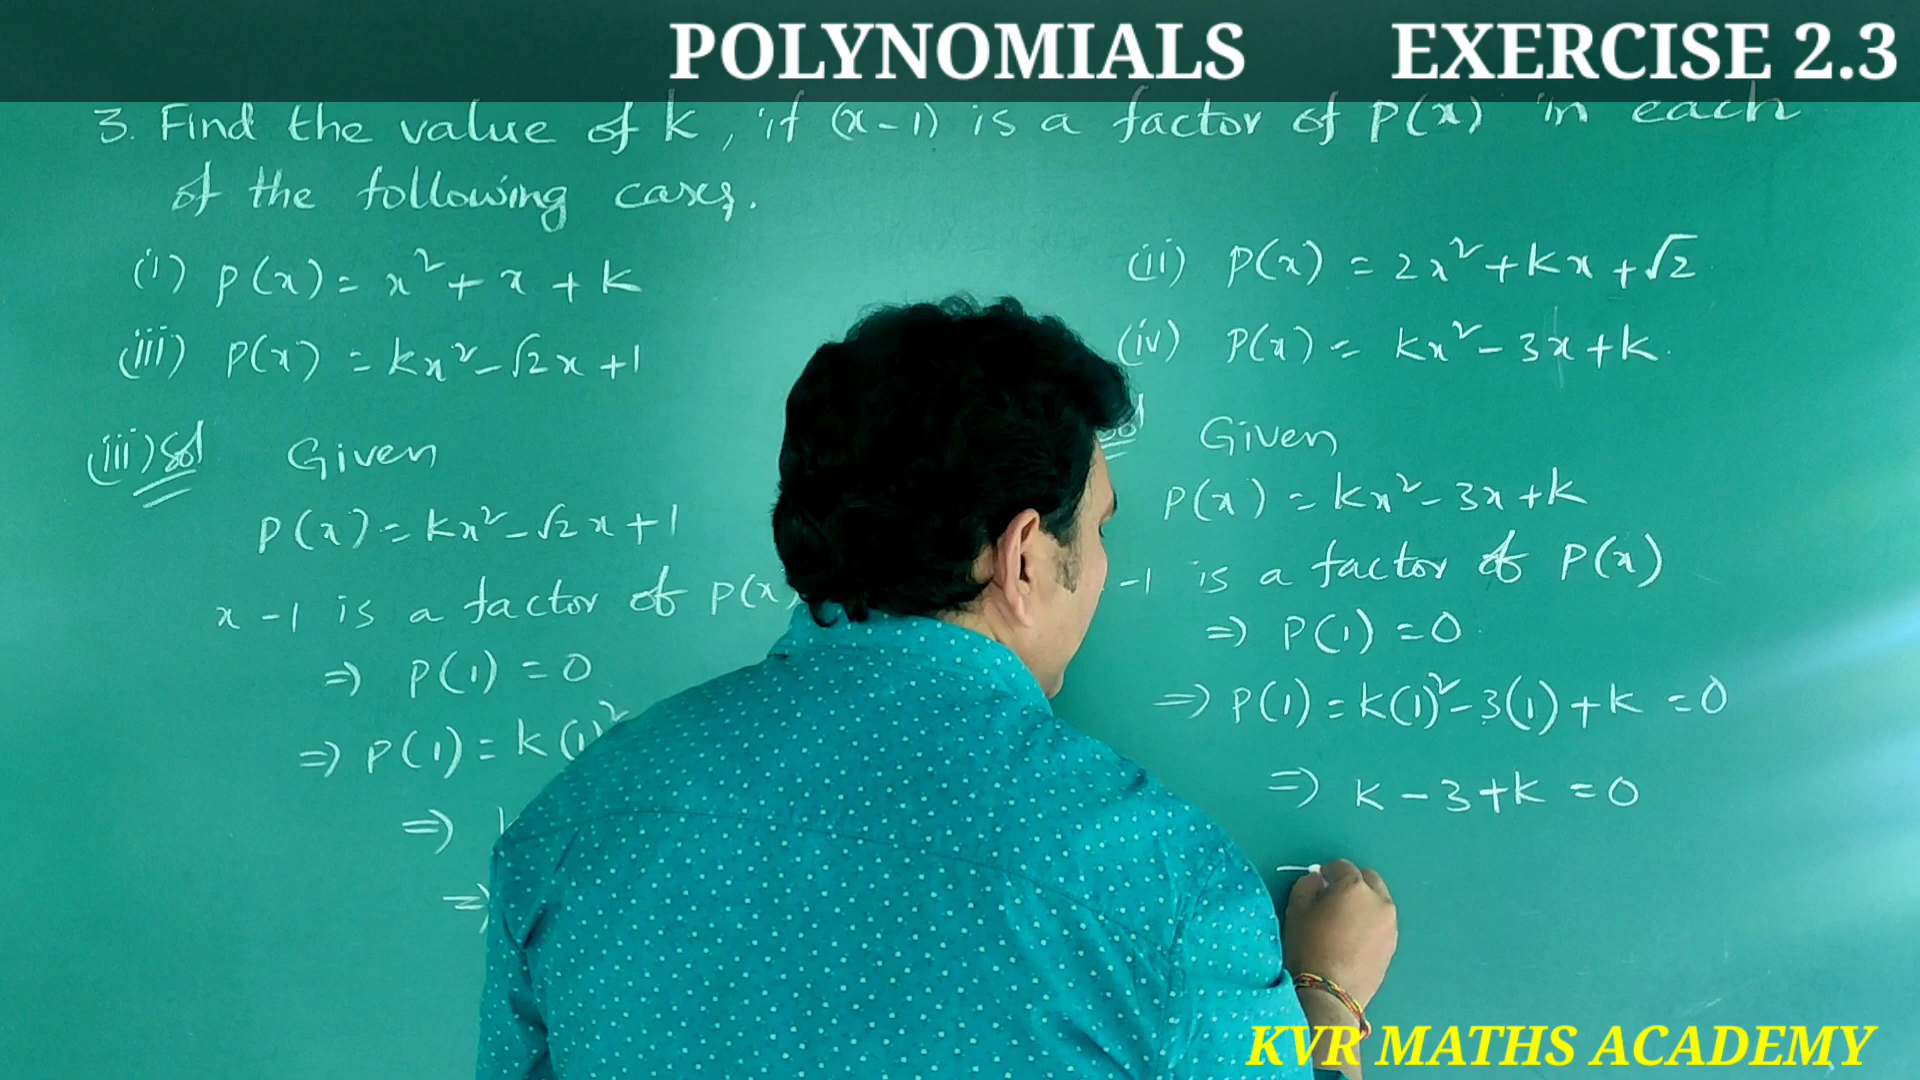 POLYNOMIALS EXERCISE 2.3
3. Find the value of k, if (x-1) is a factor of P(x) in each
of the following cases.
(i) p(x) = x² + x + k
(ii) p(x) = 2x² + kx + √2
(iii) P(x) = kx² - √2x + 1
(iv) P(x) = kx² - 3x + k.
(iii) Sol Given
P(x) = kx² - √2x + 1
x - 1 is a factor of p(x)
⇒ P(1) = 0
⇒ P(1) = k(1)²
⇒
⇒
Sol Given
P(x) = kx² - 3x + k
-1 is a factor of P(x)
⇒ P(1) = 0
⇒ P(1) = k(1)² - 3(1) + k = 0
⇒ k - 3 + k = 0
KVR MATHS ACADEMY